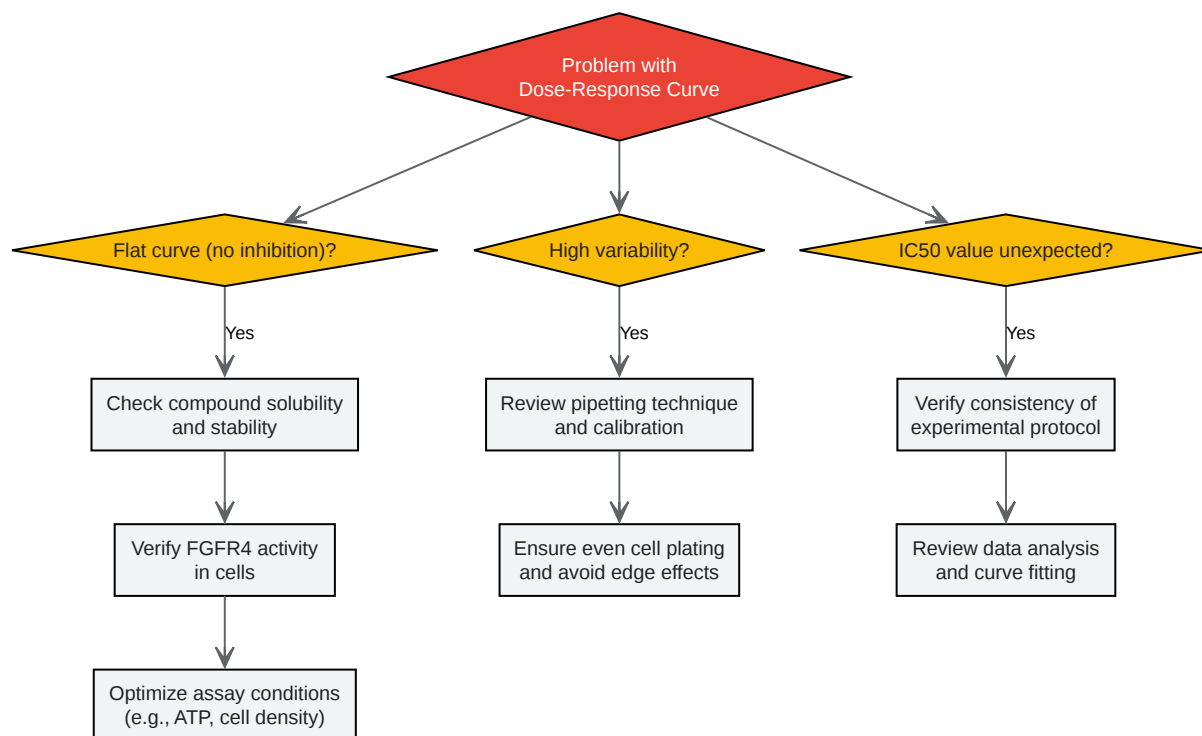 Problem with
Dose-Response Curve
Flat curve (no inhibition)?
High variability?
IC50 value unexpected?
Yes
Yes
Yes
Check compound solubility
and stability
Review pipetting technique
and calibration
Verify consistency of
experimental protocol
Verify FGFR4 activity
in cells
Ensure even cell plating
and avoid edge effects
Review data analysis
and curve fitting
Optimize assay conditions
(e.g., ATP, cell density)